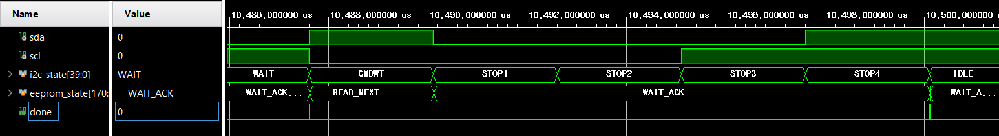 Name Value 10.486.000000 us 10.488.000000 us 10.490.000000 us 10.492.000000 us 10.494.000000 us 10.496.000000 us 10.498.000000 us 10.500.000000 us
sda 0
scl 0
i2c_state[39:0] WAIT WAIT CMDWT STOP1 STOP2 STOP3 STOP4 IDLE
eeprom_state[170: WAIT_ACK WAIT_ACK... READ_NEXT WAIT_ACK WAIT_A...
done 0